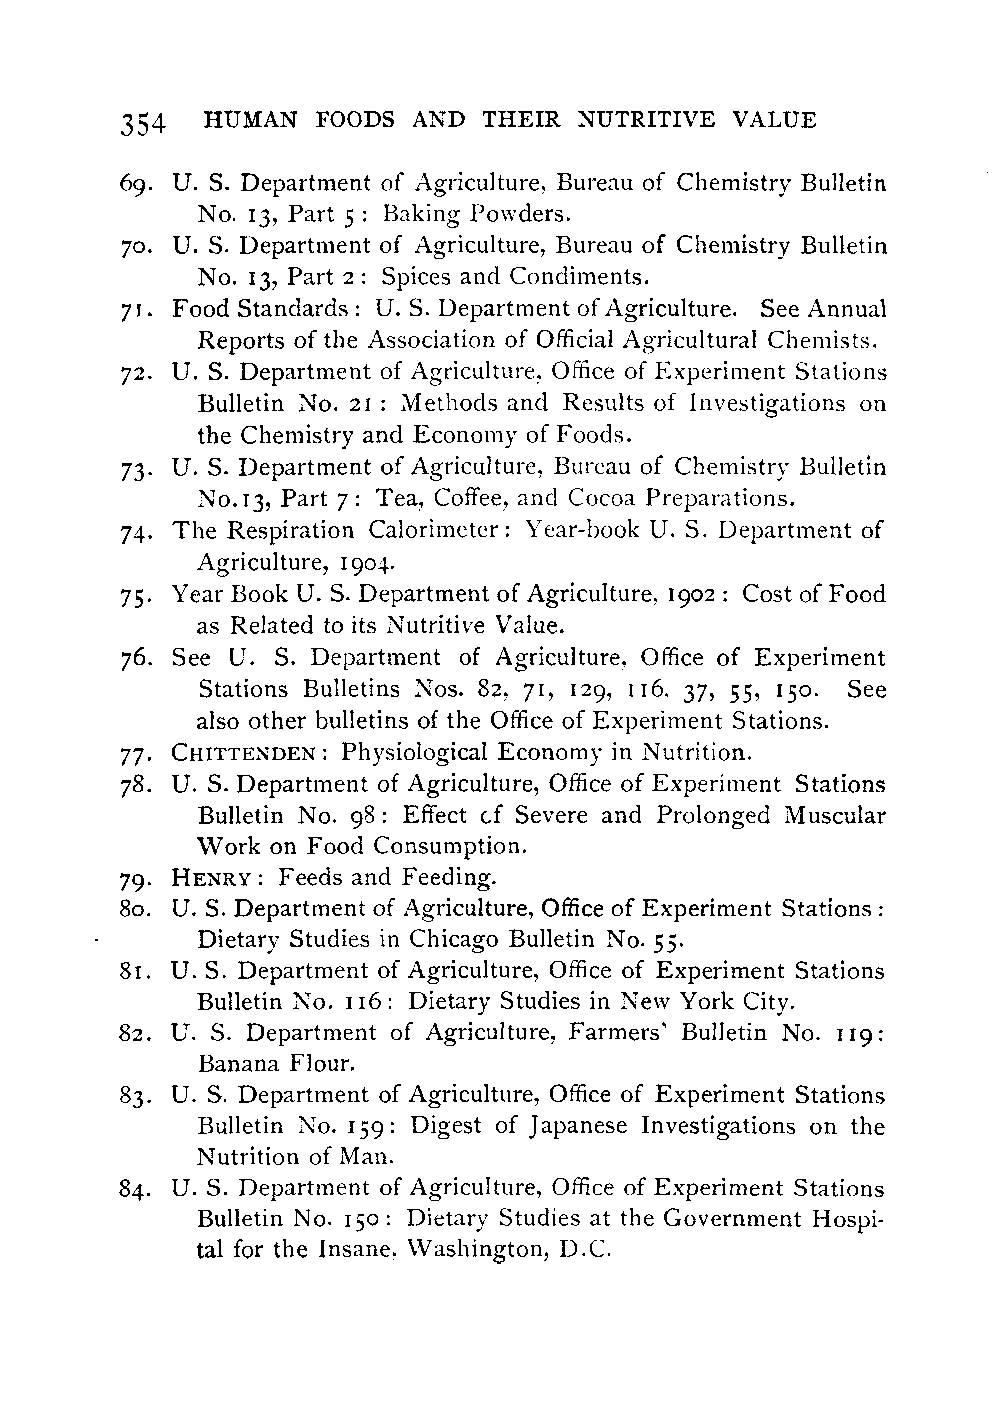 354 HUMAN FOODS AND THEIR NUTRITIVE VALUE
69. U. S. Department of Agriculture, Bureau of Chemistry Bulletin
No. 13, Part 5 : Baking Powders.
70. U. S. Department of Agriculture, Bureau of Chemistry Bulletin
No. 13, Part 2 : Spices and Condiments.
71. Food Standards : U. S. Department of Agriculture. See Annual
Reports of the Association of Official Agricultural Chemists.
72. U. S. Department of Agriculture, Office of Experiment Stations
Bulletin No. 21 : Methods and Results of Investigations on
the Chemistry and Economy of Foods.
73. U. S. Department of Agriculture, Bureau of Chemistry Bulletin
No.13, Part 7 : Tea, Coffee, and Cocoa Preparations.
74. The Respiration Calorimeter : Year-book U. S. Department of
Agriculture, 1904.
75. Year Book U. S. Department of Agriculture, 1902 : Cost of Food
as Related to its Nutritive Value.
76. See U. S. Department of Agriculture, Office of Experiment
Stations Bulletins Nos. 82, 71, 129, 116, 37, 55, 150. See
also other bulletins of the Office of Experiment Stations.
77. CHITTENDEN : Physiological Economy in Nutrition.
78. U. S. Department of Agriculture, Office of Experiment Stations
Bulletin No. 98 : Effect of Severe and Prolonged Muscular
Work on Food Consumption.
79. HENRY : Feeds and Feeding.
80. U. S. Department of Agriculture, Office of Experiment Stations :
Dietary Studies in Chicago Bulletin No. 55.
81. U. S. Department of Agriculture, Office of Experiment Stations
Bulletin No. 116 : Dietary Studies in New York City.
82. U. S. Department of Agriculture, Farmers' Bulletin No. 119 :
Banana Flour.
83. U. S. Department of Agriculture, Office of Experiment Stations
Bulletin No. 159 : Digest of Japanese Investigations on the
Nutrition of Man.
84. U. S. Department of Agriculture, Office of Experiment Stations
Bulletin No. 150 : Dietary Studies at the Government Hospi-
tal for the Insane, Washington, D.C.